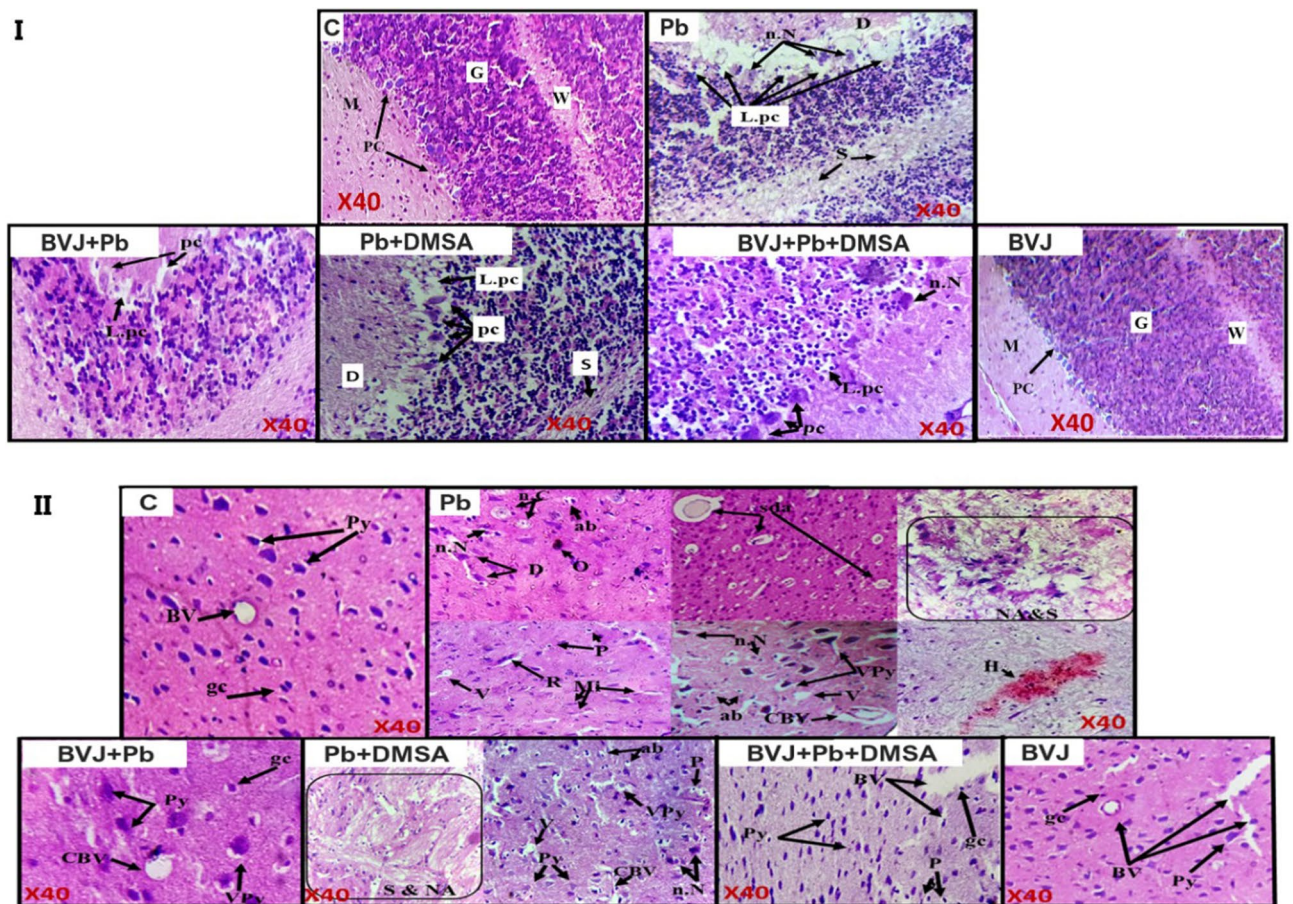 I
C
G
M
W
PC
X40
Pb
n.N
D
L.pc
S
X40
BVJ+Pb
pc
L.pc
X40
Pb+DMSA
L.pc
pc
D
S
X40
BVJ+Pb+DMSA
n.N
L.pc
pc
X40
BVJ
G
W
M
PC
X40
II
C
Py
BV
gc
X40
Pb
n.C
ab
n.N
D
O
sda
NA&S
P
V
R
Mi
n.N
VPy
V
ab
CBV
H
X40
BVJ+Pb
gc
Py
CBV
VPy
X40
Pb+DMSA
S & NA
X40
ab
P
VPy
V
Py
CBV
n.N
BVJ+Pb+DMSA
BV
Py
gc
P
X40
BVJ
gc
BV
Py
X40